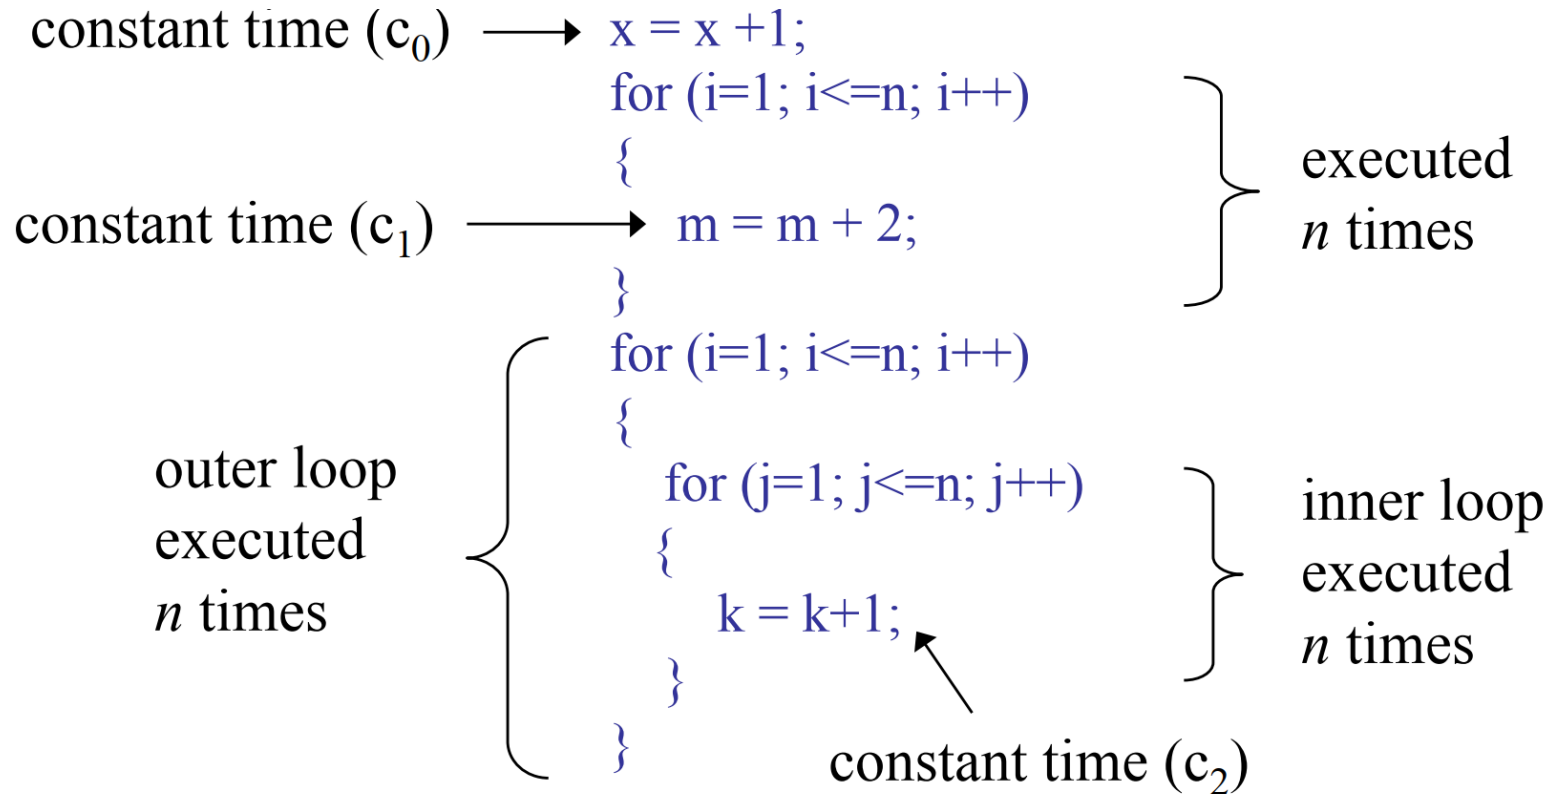 constant time (c₀)
x = x +1;
for (i=1; i<=n; i++)
{
constant time (c₁)
m = m + 2;
}
executed
n times
for (i=1; i<=n; i++)
{
outer loop
executed
n times
for (j=1; j<=n; j++)
{
k = k+1;
}
}
inner loop
executed
n times
constant time (c₂)